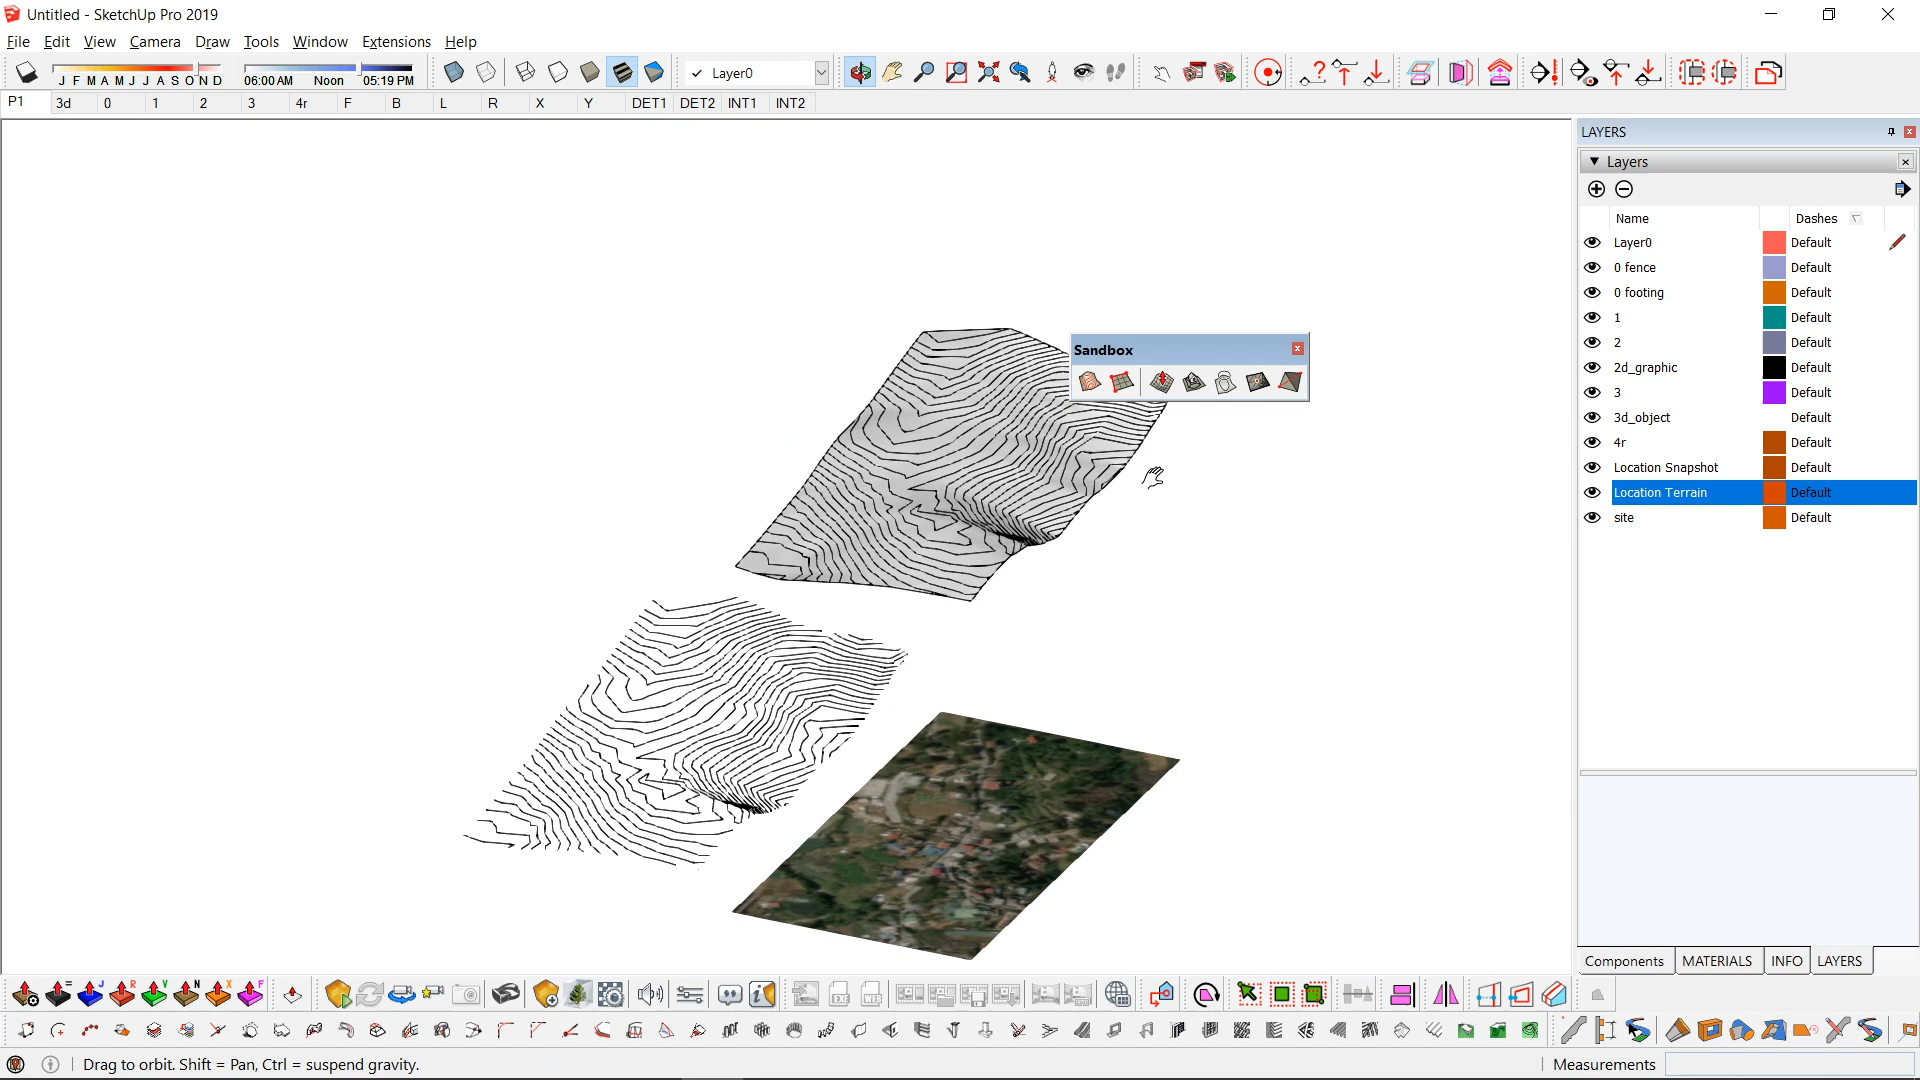 Untitled - SketchUp Pro 2019
File Edit View Camera Draw Tools Window Extensions Help
J F M A M J J A S O N D 06:00 AM Noon 05:19 PM Layer0
P1 3d 0 1 2 3 4r F B L R X Y DET1 DET2 INT1 INT2
LAYERS
Layers
Name Dashes
Layer0 Default
0 fence Default
0 footing Default
1 Default
2 Default
2d_graphic Default
3 Default
3d_object Default
4r Default
Location Snapshot Default
Location Terrain Default
site Default
Sandbox
Components MATERIALS INFO LAYERS
Drag to orbit. Shift = Pan, Ctrl = suspend gravity.
Measurements